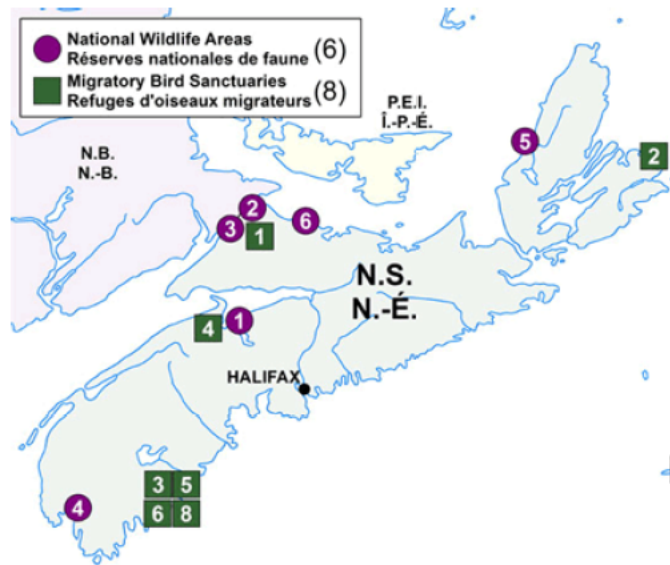 National Wildlife Areas
Réserves nationales de faune (6)
Migratory Bird Sanctuaries
Refuges d'oiseaux migrateurs (8)
P.E.I.
Î.-P.-É.
N.B.
N.-B.
5
2
2
3
6
1
N.S.
N.-É.
4
1
HALIFAX
3 5
4
6 8